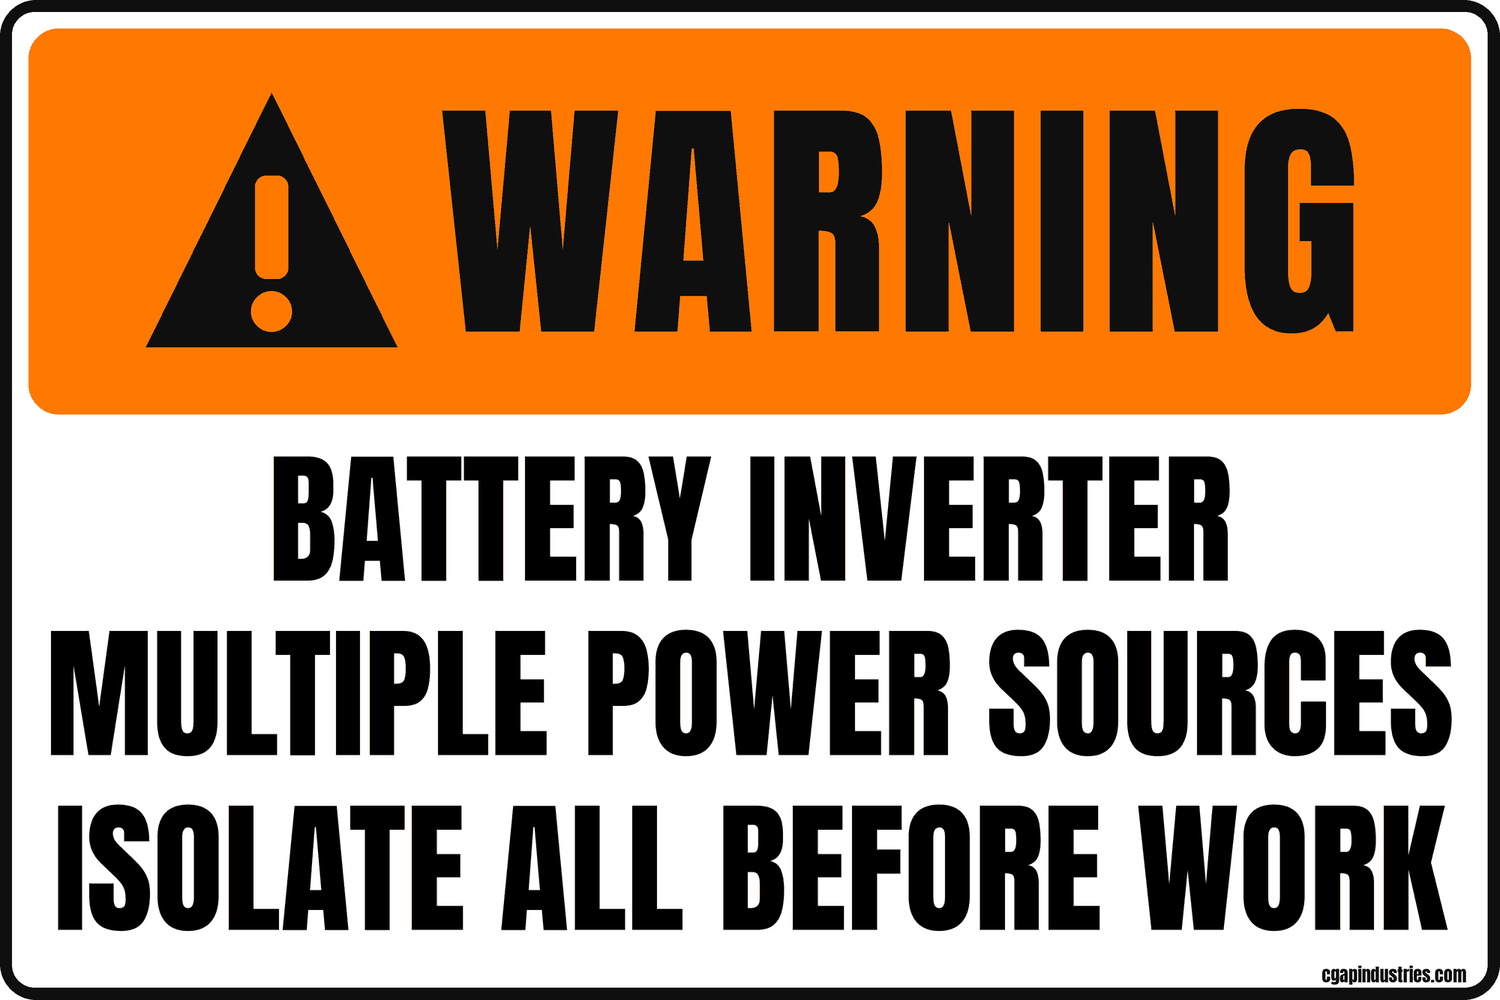 WARNING
BATTERY INVERTER
MULTIPLE POWER SOURCES
ISOLATE ALL BEFORE WORK
cgapindustries.com